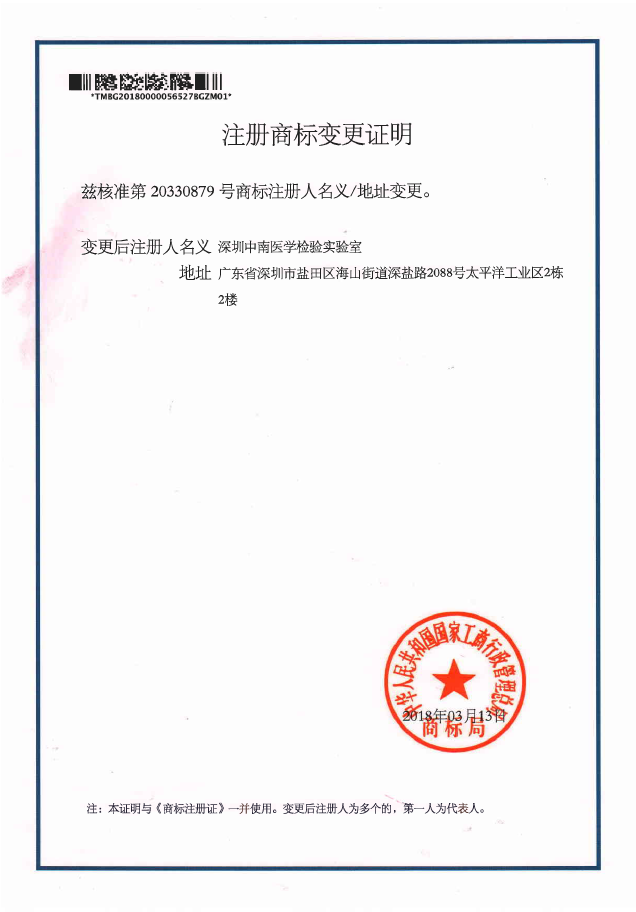 *TMBG20180000056527BGZM01*
注册商标变更证明
兹核准第 20330879 号商标注册人名义/地址变更。
变更后注册人名义 深圳中南医学检验实验室
地址 广东省深圳市盐田区海山街道深盐路2088号太平洋工业区2栋
2楼
中华人民共和国国家工商行政管理总局
2018年03月13日
商标局
注：本证明与《商标注册证》一并使用。变更后注册人为多个的，第一人为代表人。